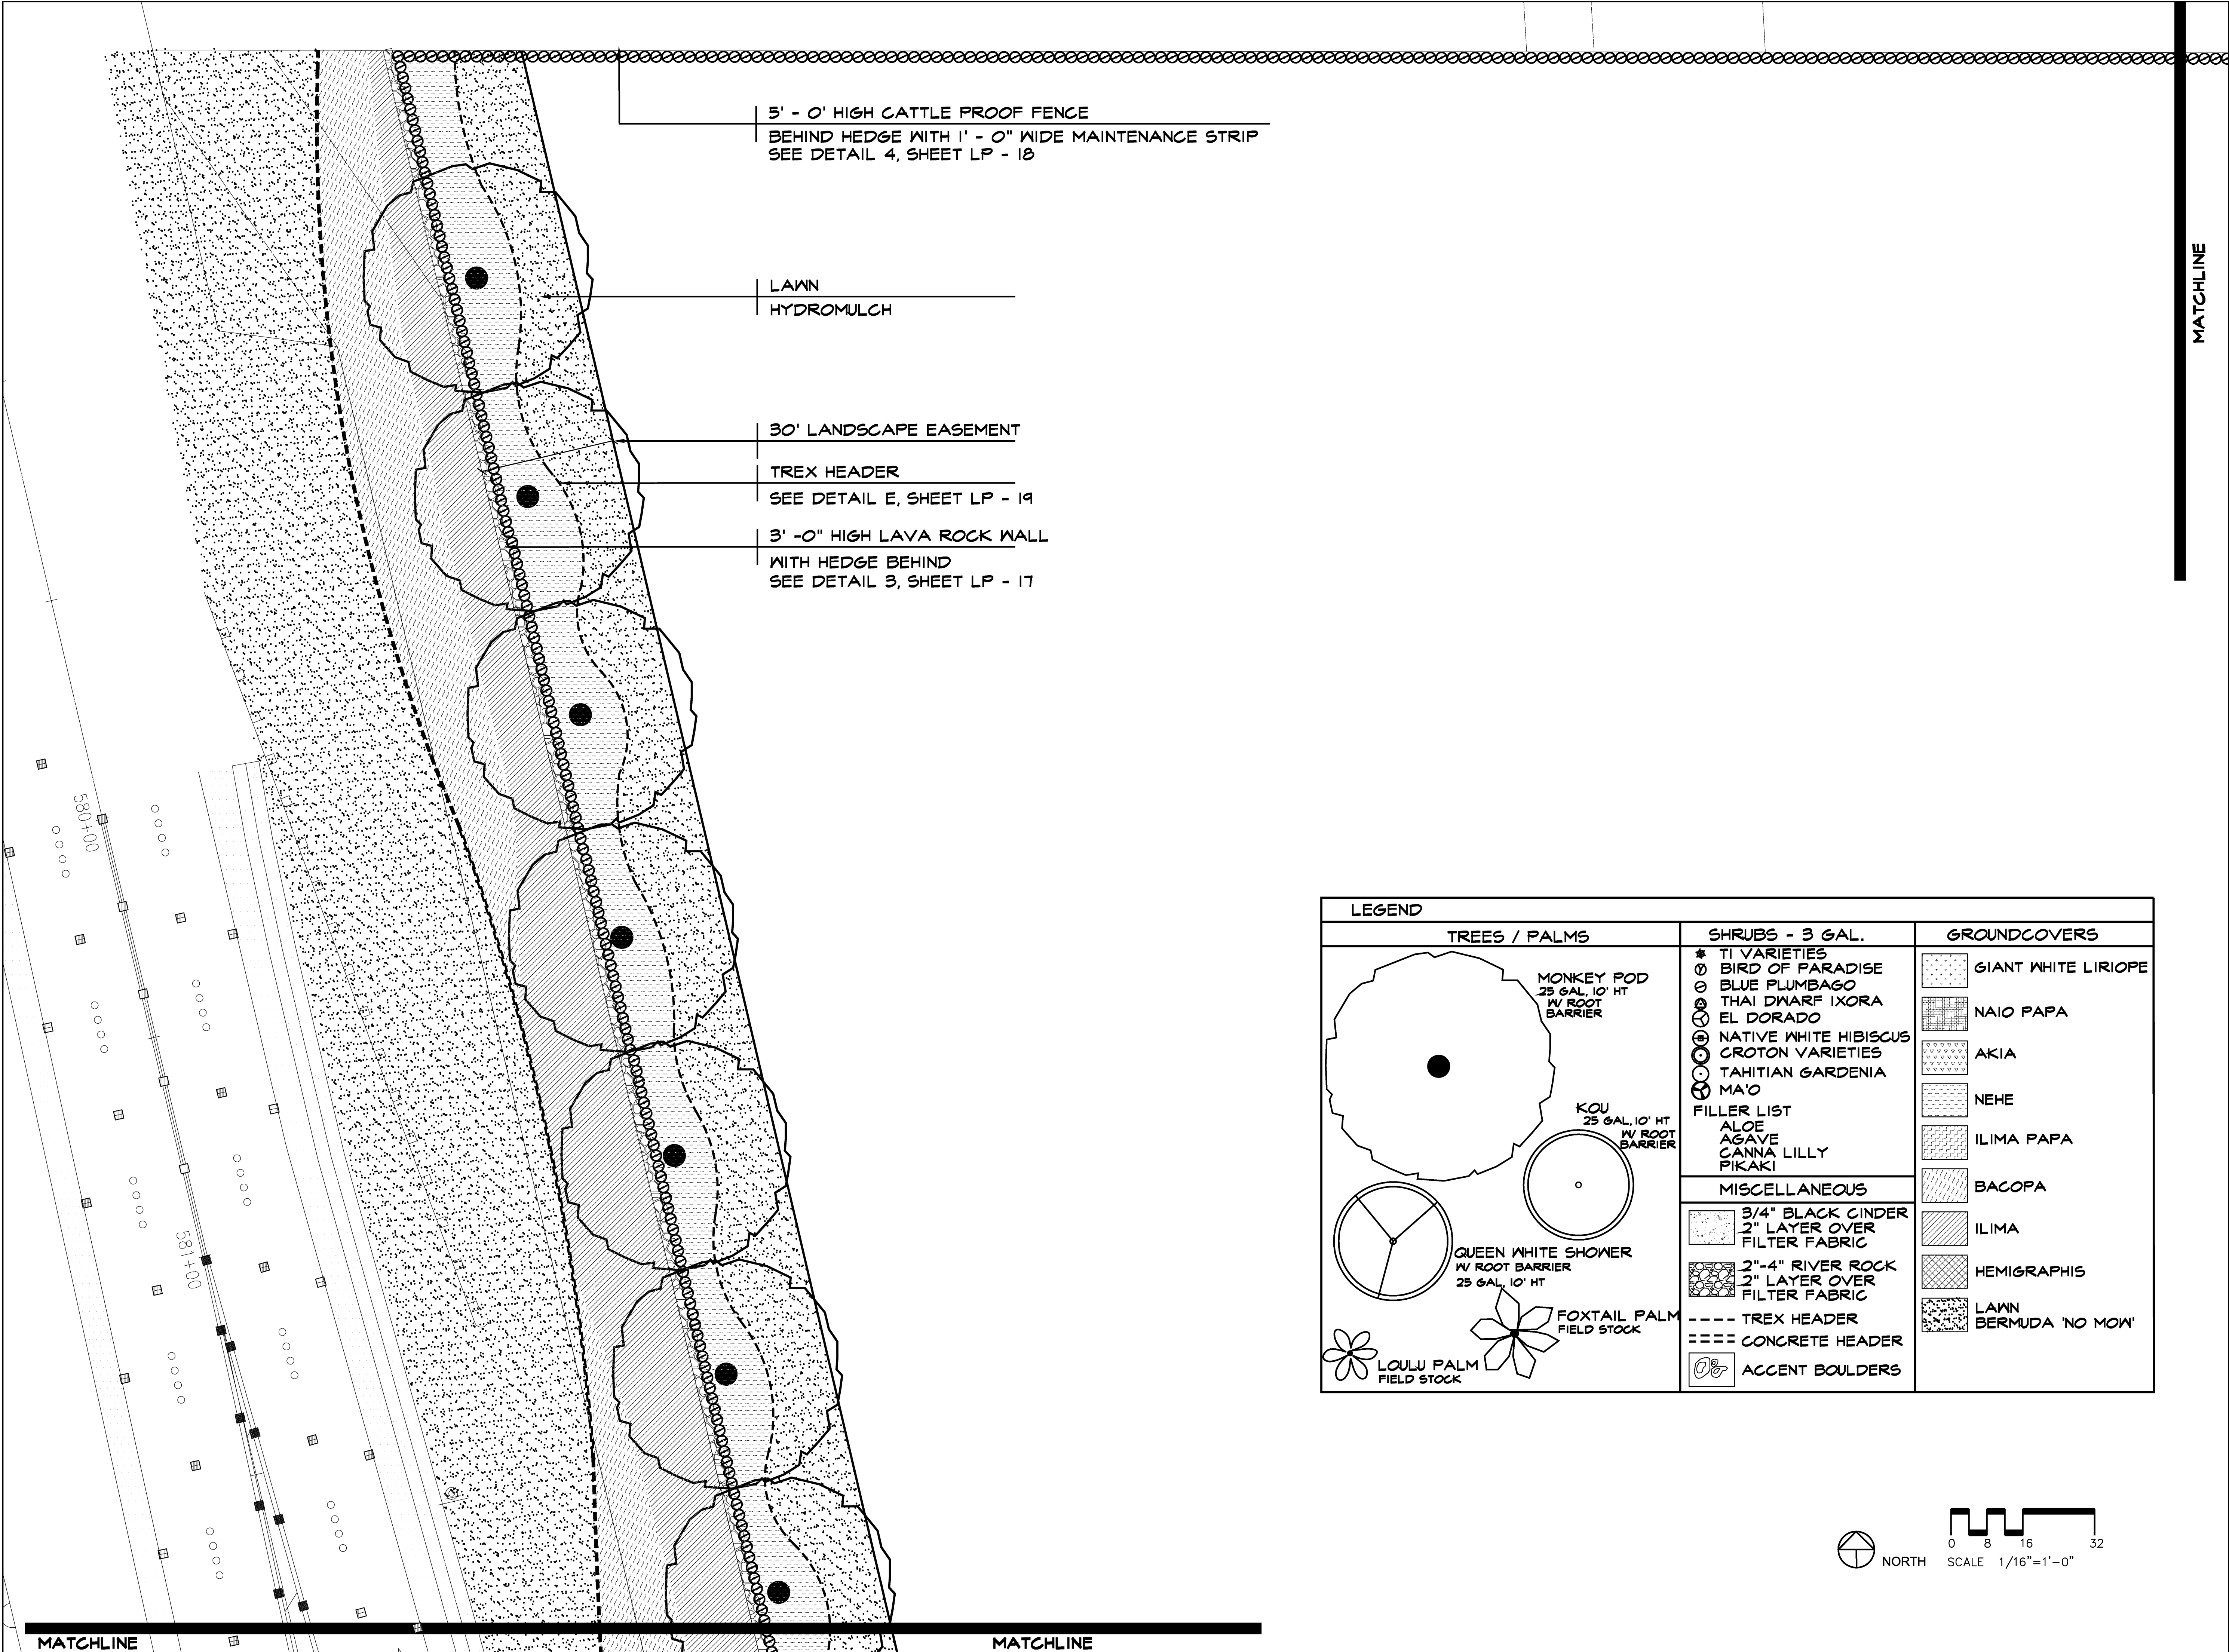 5' - 0' HIGH CATTLE PROOF FENCE
BEHIND HEDGE WITH 1' - 0" WIDE MAINTENANCE STRIP
SEE DETAIL 4, SHEET LP - 18
LAWN
HYDROMULCH
30' LANDSCAPE EASEMENT
TREX HEADER
SEE DETAIL E, SHEET LP - 19
3' -0" HIGH LAVA ROCK WALL
WITH HEDGE BEHIND
SEE DETAIL 3, SHEET LP - 17
MATCHLINE
580+00
581+00
LEGEND
TREES / PALMS
MONKEY POD
25 GAL, 10' HT
W/ ROOT
BARRIER
KOU
25 GAL, 10' HT
W/ ROOT
BARRIER
QUEEN WHITE SHOWER
W/ ROOT BARRIER
25 GAL, 10' HT
FOXTAIL PALM
FIELD STOCK
LOULU PALM
FIELD STOCK
SHRUBS - 3 GAL.
TI VARIETIES
BIRD OF PARADISE
BLUE PLUMBAGO
THAI DWARF IXORA
EL DORADO
NATIVE WHITE HIBISCUS
CROTON VARIETIES
TAHITIAN GARDENIA
MA'O
FILLER LIST
ALOE
AGAVE
CANNA LILLY
PIKAKI
MISCELLANEOUS
3/4" BLACK CINDER
2" LAYER OVER
FILTER FABRIC
2"-4" RIVER ROCK
2" LAYER OVER
FILTER FABRIC
TREX HEADER
CONCRETE HEADER
ACCENT BOULDERS
GROUNDCOVERS
GIANT WHITE LIRIOPE
NAIO PAPA
AKIA
NEHE
ILIMA PAPA
BACOPA
ILIMA
HEMIGRAPHIS
LAWN
BERMUDA 'NO MOW'
NORTH
0 8 16 32
SCALE 1/16"=1'-0"
MATCHLINE
MATCHLINE